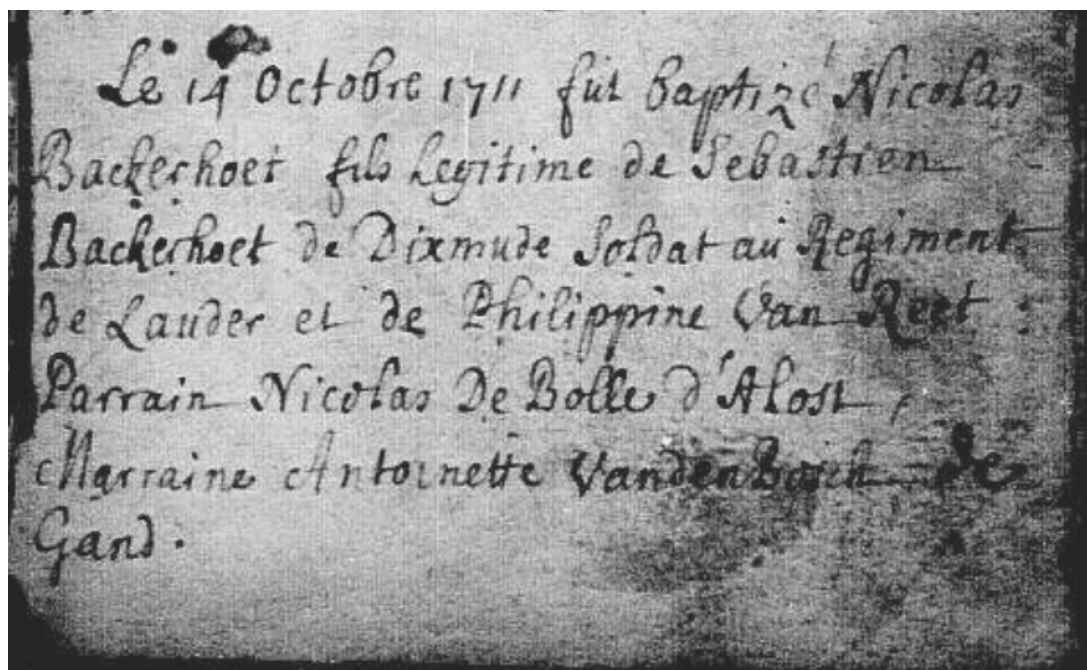 Le 14 Octobre 1711 fut baptizé Nicolas
Backerhoet fils Legitime de Sebastien
Backerhoet de Dixmude Soldat au Regiment
de Lauder et de Philippine Van Reet
Parrain Nicolas De Bolle d'Alost,
Marraine Antoinette VandenBosch de
Gand.